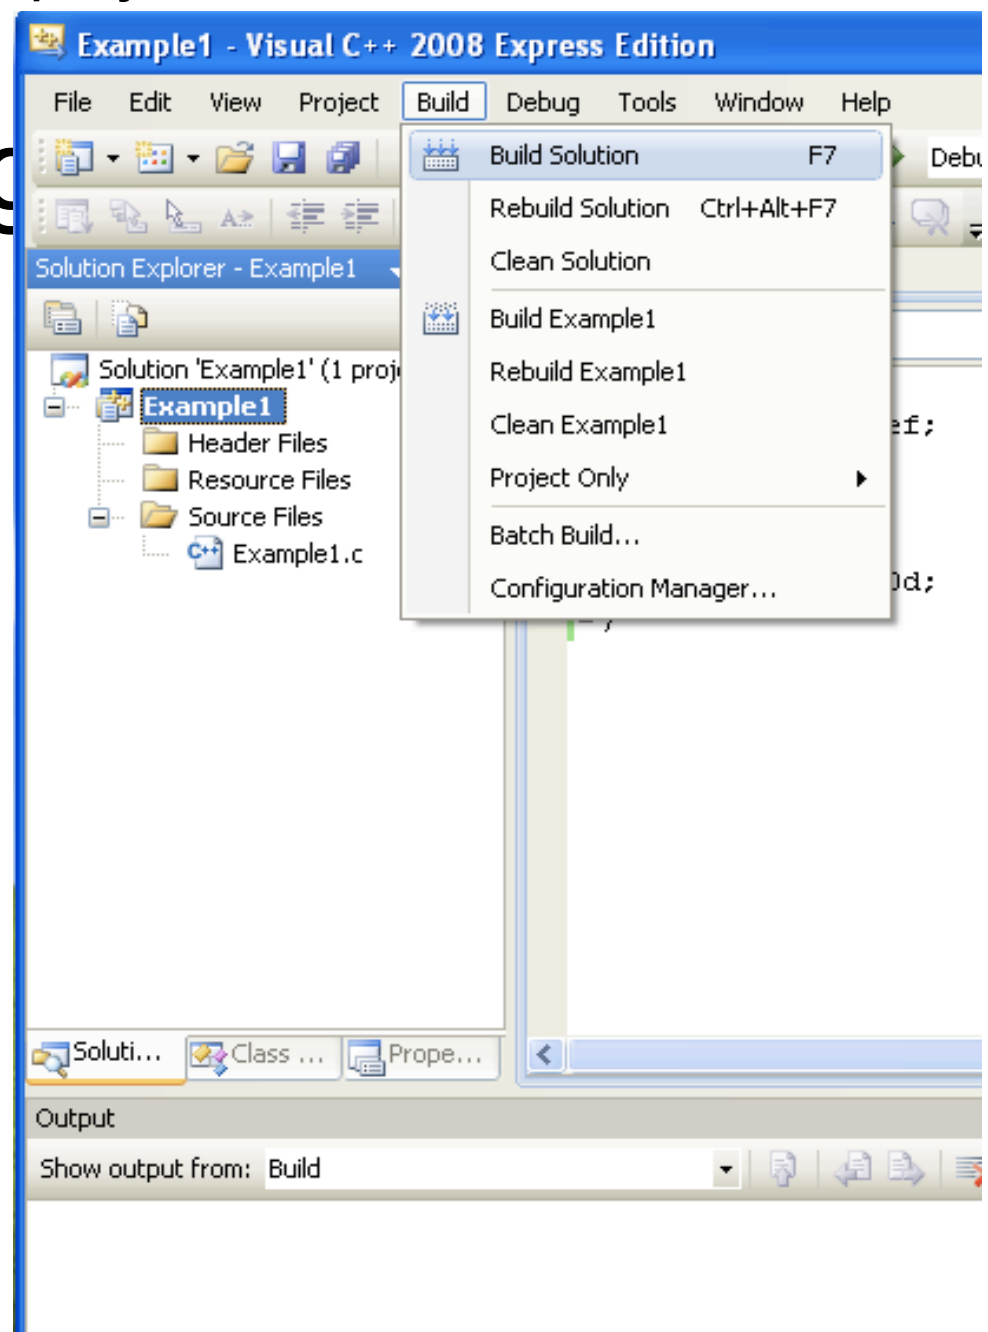 Example1 - Visual C++ 2008 Express Edition
File Edit View Project Build Debug Tools Window Help
Build Solution F7
Rebuild Solution Ctrl+Alt+F7
Clean Solution
Build Example1
Rebuild Example1
Clean Example1
Project Only
Batch Build...
Configuration Manager...
Debu
Solution Explorer - Example1
Solution 'Example1' (1 proj
Example1
Header Files
Resource Files
Source Files
Example1.c
ef;
0d;
Soluti... Class ... Prope...
Output
Show output from: Build